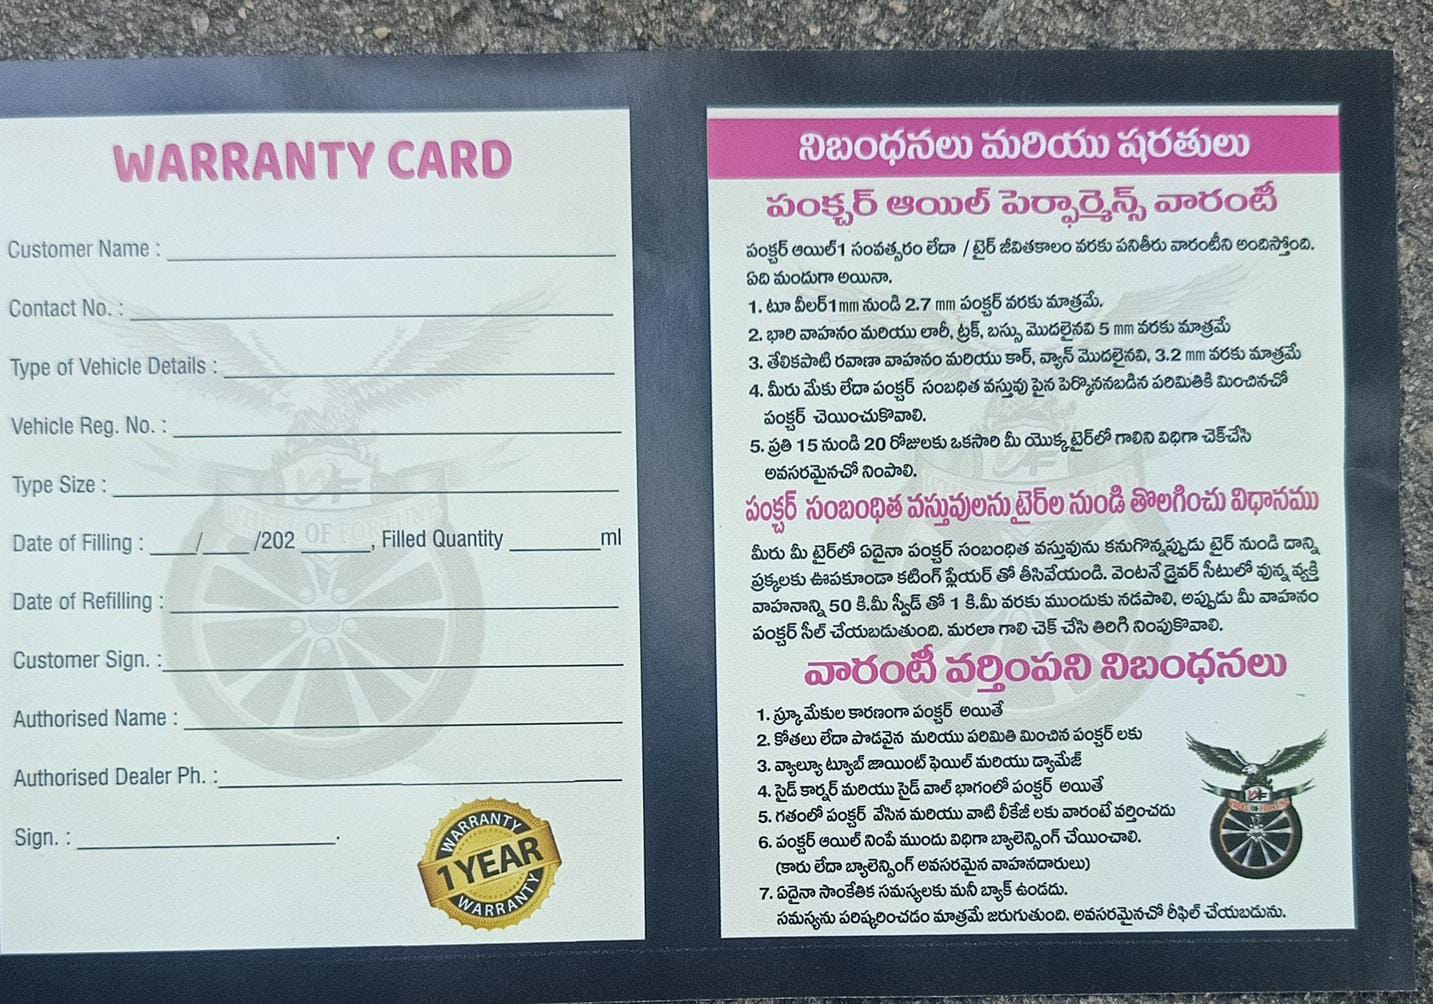 WARRANTY CARD
Customer Name :
Contact No. :
Type of Vehicle Details :
Vehicle Reg. No. :
Type Size :
Date of Filling : ____/____ /202 ______, Filled Quantity ________ml
Date of Refilling :
Customer Sign. :
Authorised Name :
Authorised Dealer Ph. :
Sign. :
WARRANTY
1 YEAR
WARRANTY
WHEEL OF FORTUNE
నిబంధనలు మరియు షరతులు
పంక్చర్ ఆయిల్ పెర్ఫార్మెన్స్ వారంటీ
పంక్చర్ ఆయిల్1 సంవత్సరం లేదా / టైర్ జీవితకాలం వరకు పనితీరు వారంటీని అందిస్తోంది.
ఏది ముందుగా అయినా.
1. టూ వీలర్1mm నుండి 2.7 mm పంక్చర్ వరకు మాత్రమే.
2. భారి వాహనం మరియు లారీ, ట్రక్, బస్సు మొదలైనవి 5 mm వరకు మాత్రమే
3. తేలికపాటి రవాణా వాహనం మరియు కార్, వ్యాన్ మొదలైనవి, 3.2 mm వరకు మాత్రమే
4. మీరు మేకు లేదా పంక్చర్ సంబధిత వస్తువు పైన పేర్కొనబడిన పరిమితికి మించినచో
పంక్చర్ చెయించుకొవాలి.
5. ప్రతి 15 నుండి 20 రోజులకు ఒకసారి మీ యొక్క టైర్‌లో గాలిని విధిగా చెక్‌చేసి
అవసరమైనచో నింపాలి.
పంక్చర్ సంబంధిత వస్తువులను టైర్‌ల నుండి తొలగించు విధానము
మీరు మీ టైర్‌లో ఏదైనా పంక్చర్ సంబంధిత వస్తువును కనుగొన్నప్పుడు టైర్ నుండి దాన్ని
ప్రక్కలకు ఊపకుండా కటింగ్ ప్లేయర్ తో తీసివేయండి. వెంటనే డ్రైవర్ సీటులో వున్న వ్యక్తి
వాహనాన్ని 50 కి.మీ స్పీడ్ తో 1 కి.మీ వరకు ముందుకు నడపాలి, అప్పుడు మీ వాహనం
పంక్చర్ సీల్ చేయబడుతుంది. మరలా గాలి చెక్ చేసి తిరిగి నింపుకొవాలి.
వారంటీ వర్తింపని నిబంధనలు
1. స్క్రూ మేకుల కారణంగా పంక్చర్ అయితే
2. కోతలు లేదా పొడవైన మరియు పరిమితి మించిన పంక్చర్ లకు
3. వ్యాల్యూ ట్యూబ్ జాయింట్ ఫెయిల్ మరియు డ్యామేజ్
4. సైడ్ కార్నర్ మరియు సైడ్ వాల్ భాగంలో పంక్చర్ అయితే
5. గతంలో పంక్చర్ వేసిన మరియు వాటి లీకేజీ లకు వారంటే వర్తించదు
6. పంక్చర్ ఆయిల్ నింపే ముందు విధిగా బ్యాలెన్సింగ్ చేయించాలి.
(కారు లేదా బ్యాలెన్సింగ్ అవసరమైన వాహనదారులు)
7. ఏదైనా సాంకేతిక సమస్యలకు మనీ బ్యాక్ ఉండదు.
సమస్యను పరిష్కరించడం మాత్రమే జరుగుతుంది. అవసరమైనచో రీఫిల్ చేయబడును.